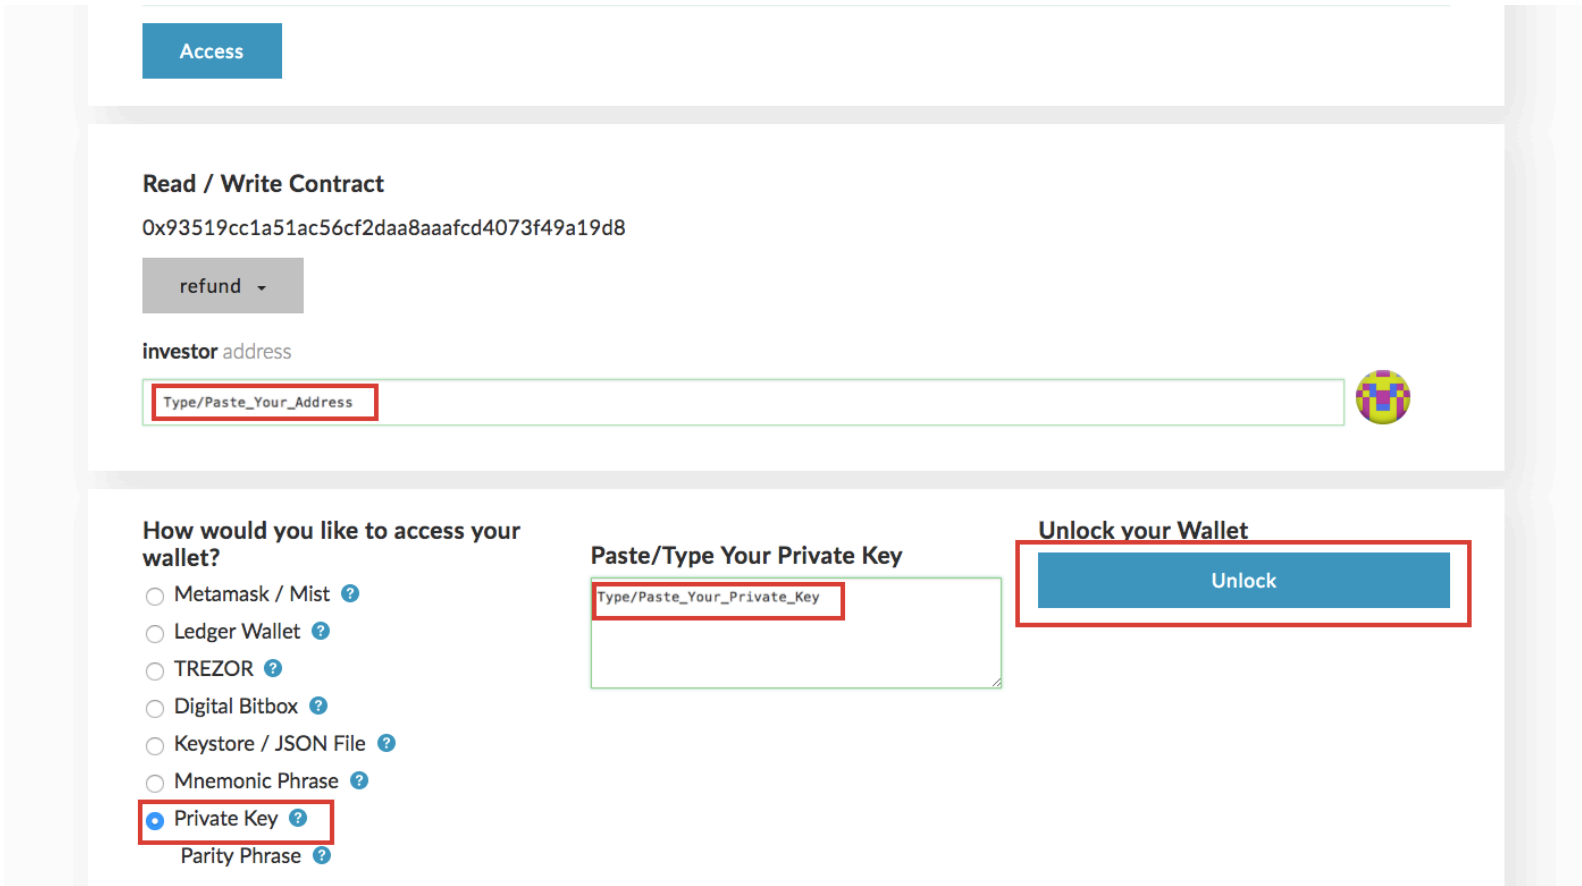 Access
Read / Write Contract
0x93519cc1a51ac56cf2daa8aaafcd4073f49a19d8
refund
investor address
Type/Paste_Your_Address
How would you like to access your
wallet?
Metamask / Mist ?
Ledger Wallet ?
TREZOR ?
Digital Bitbox ?
Keystore / JSON File ?
Mnemonic Phrase ?
Private Key ?
Parity Phrase ?
Paste/Type Your Private Key
Type/Paste_Your_Private_Key
Unlock your Wallet
Unlock